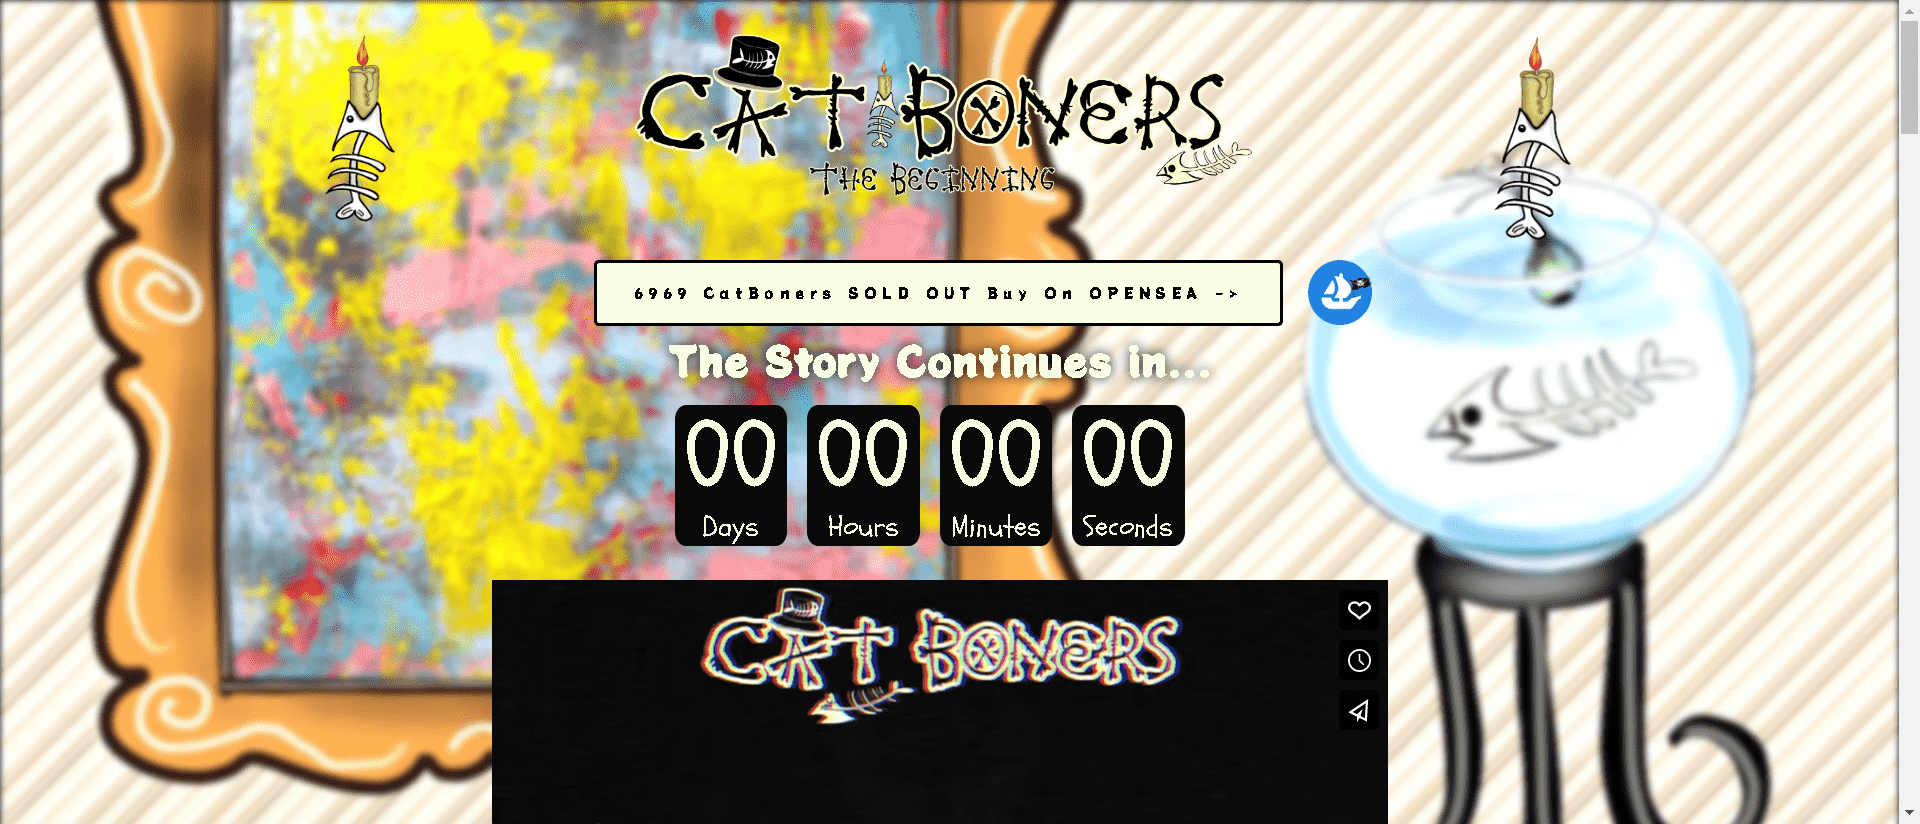 CAT BONERS
THE BEGINNING
6969 CatBoners SOLD OUT Buy On OPENSEA ->
The Story Continues in...
00 00 00 00
Days Hours Minutes Seconds
CAT BONERS